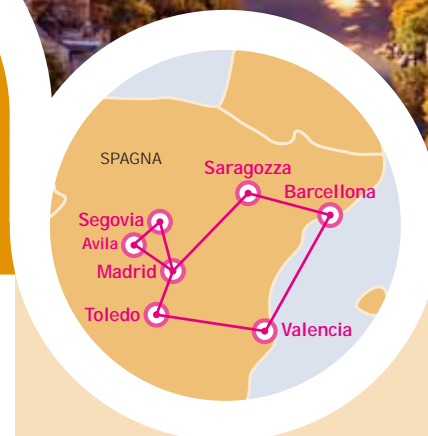 SPAGNA
Saragozza
Barcellona
Segovia
Avila
Madrid
Toledo
Valencia